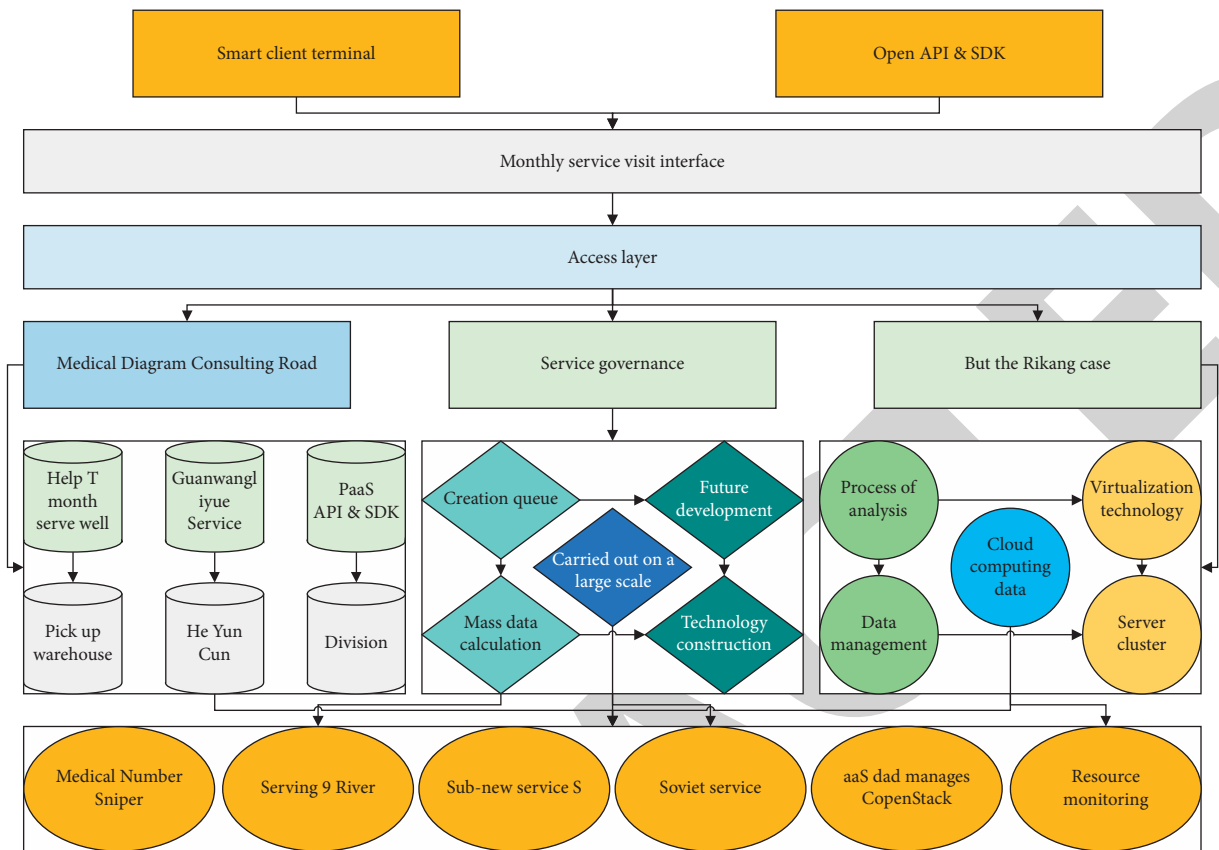 Smart client terminal
Open API & SDK
Monthly service visit interface
Access layer
Medical Diagram Consulting Road
Service governance
But the Rikang case
Help T
month
serve well
Guanwangl
iyue
Service
PaaS
API & SDK
Pick up
warehouse
He Yun
Cun
Division
Creation queue
Future
development
Carried out on a
large scale
Mass data
calculation
Technology
construction
Process of
analysis
Virtualization
technology
Cloud
computing
data
Data
management
Server
cluster
Medical Number
Sniper
Serving 9 River
Sub-new service S
Soviet service
aaS dad manages
CopenStack
Resource
monitoring